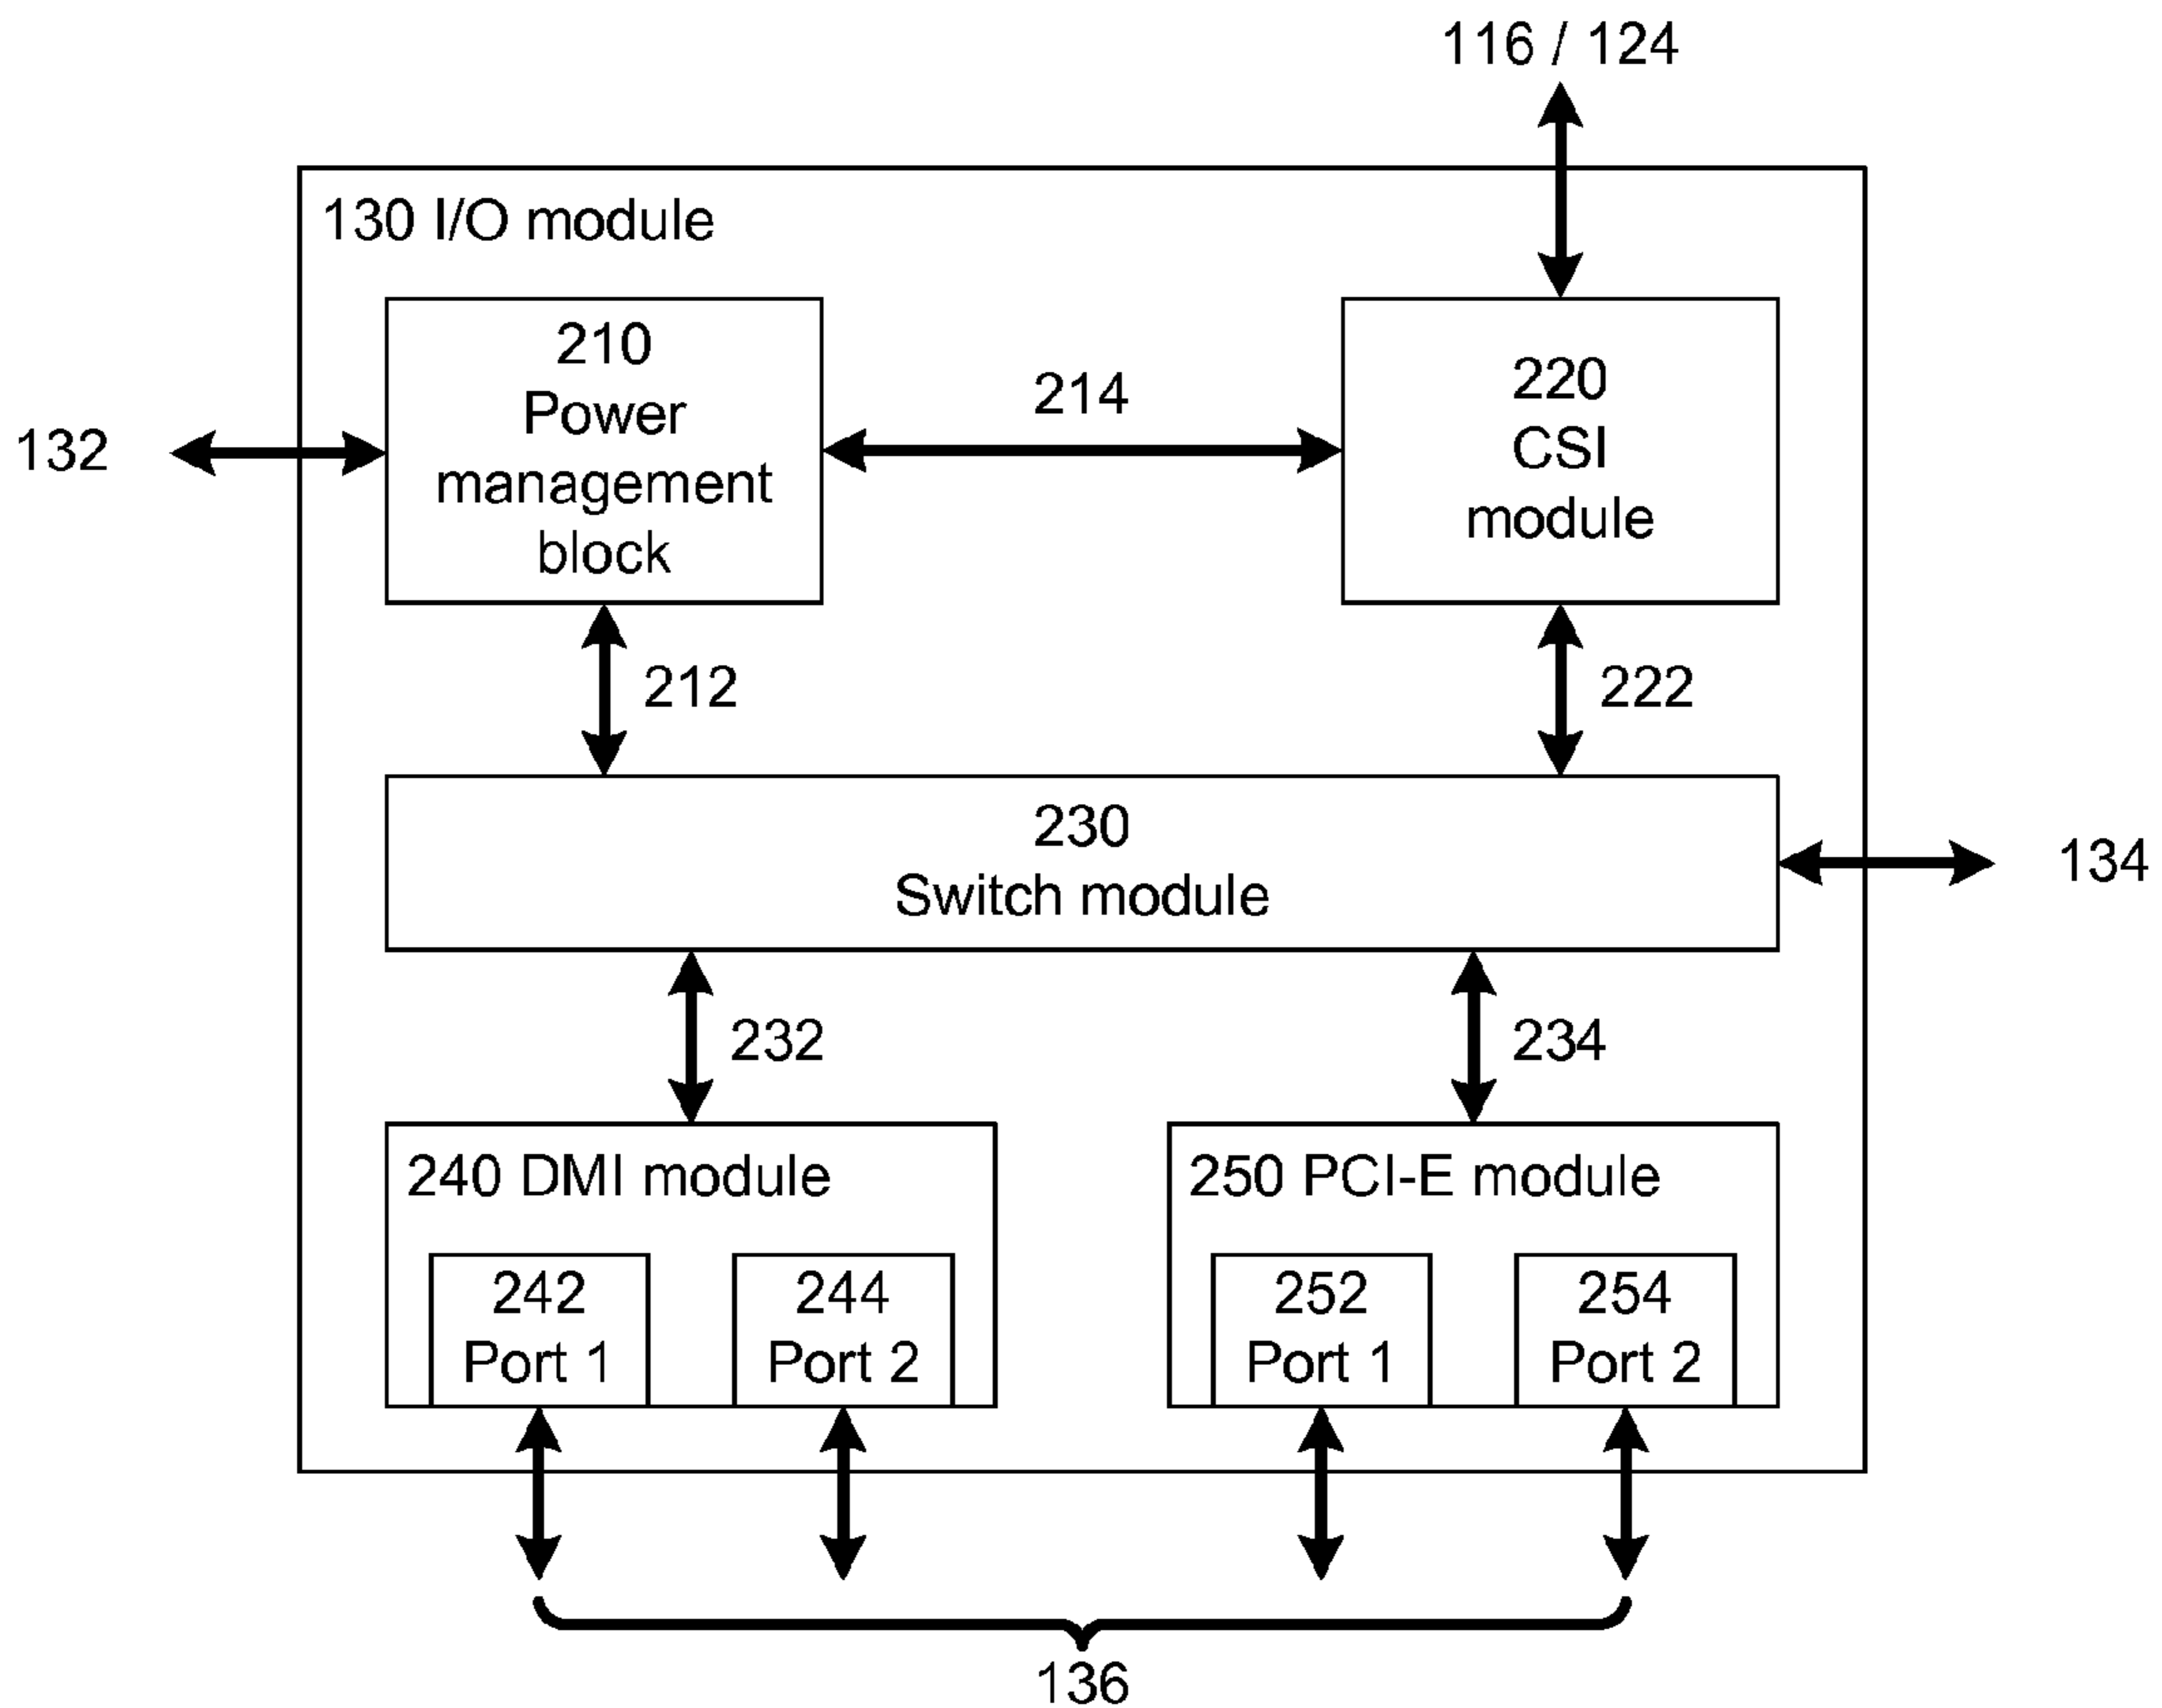 116 / 124
130 I/O module
210
Power
management
block
214
220
CSI
module
132
212
222
230
Switch module
134
232
234
240 DMI module
250 PCI-E module
242
Port 1
244
Port 2
252
Port 1
254
Port 2
136